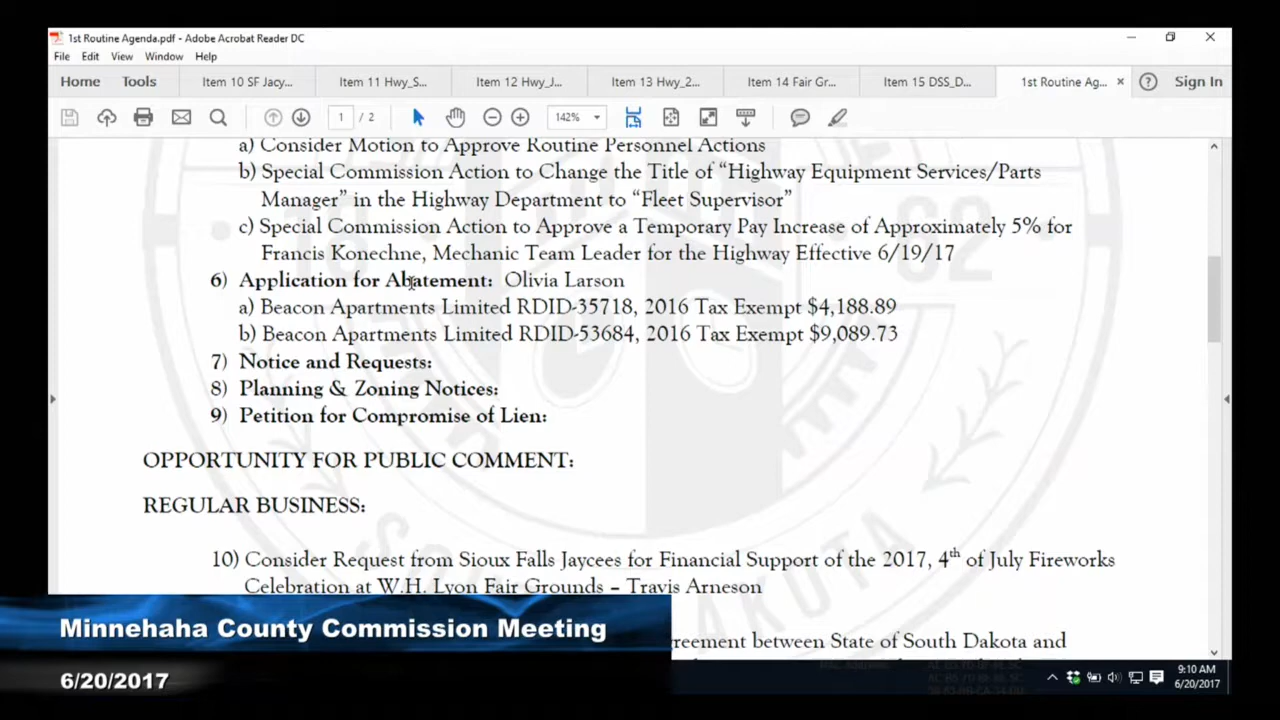 1st Routine Agenda.pdf - Adobe Acrobat Reader DC
File Edit View Window Help
Home Tools Item 10 SF Jacy... Item 11 Hwy_S... Item 12 Hwy_J... Item 13 Hwy_2... Item 14 Fair Gr... Item 15 DSS_D... 1st Routine Ag... × Sign In
1 / 2 142%
a) Consider Motion to Approve Routine Personnel Actions
b) Special Commission Action to Change the Title of “Highway Equipment Services/Parts
Manager” in the Highway Department to “Fleet Supervisor”
c) Special Commission Action to Approve a Temporary Pay Increase of Approximately 5% for
Francis Konechne, Mechanic Team Leader for the Highway Effective 6/19/17
6) Application for Abatement: Olivia Larson
a) Beacon Apartments Limited RDID-35718, 2016 Tax Exempt $4,188.89
b) Beacon Apartments Limited RDID-53684, 2016 Tax Exempt $9,089.73
7) Notice and Requests:
8) Planning & Zoning Notices:
9) Petition for Compromise of Lien:
OPPORTUNITY FOR PUBLIC COMMENT:
REGULAR BUSINESS:
10) Consider Request from Sioux Falls Jaycees for Financial Support of the 2017, 4th of July Fireworks
Celebration at W.H. Lyon Fair Grounds – Travis Arneson
greement between State of South Dakota and
Minnehaha County Commission Meeting
6/20/2017
9:10 AM
6/20/2017